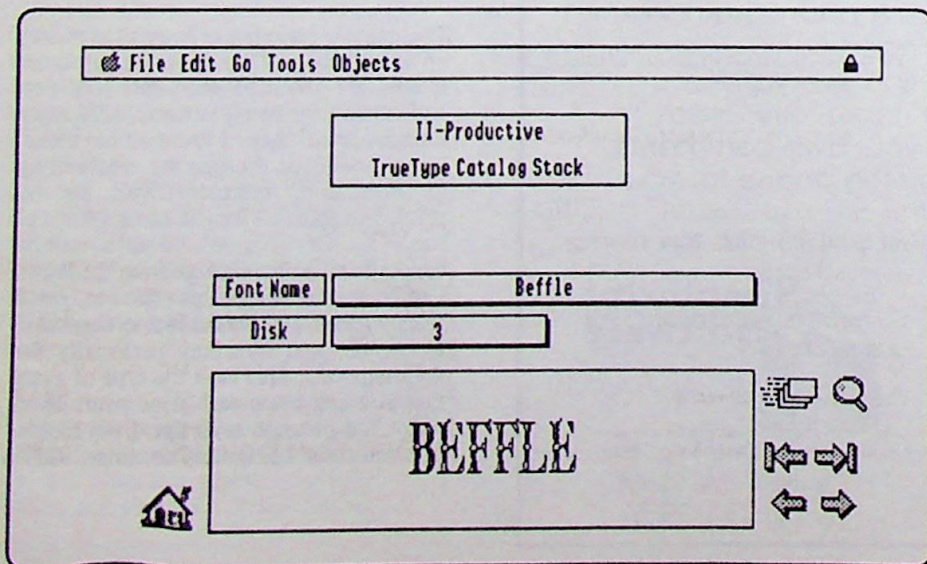 File Edit Go Tools Objects
II-Productive
TrueType Catalog Stack
Font Name Beffle
Disk 3
BEFFLE